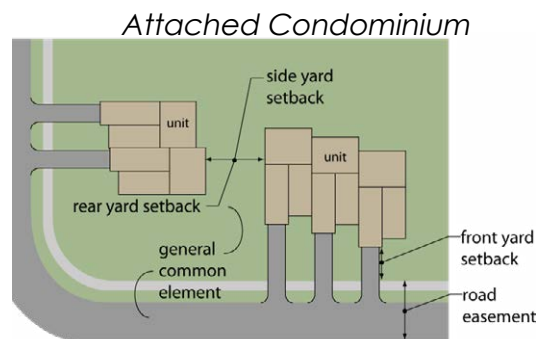 Attached Condominium
side yard
setback
unit
unit
rear yard setback
general
common
element
front yard
setback
road
easement